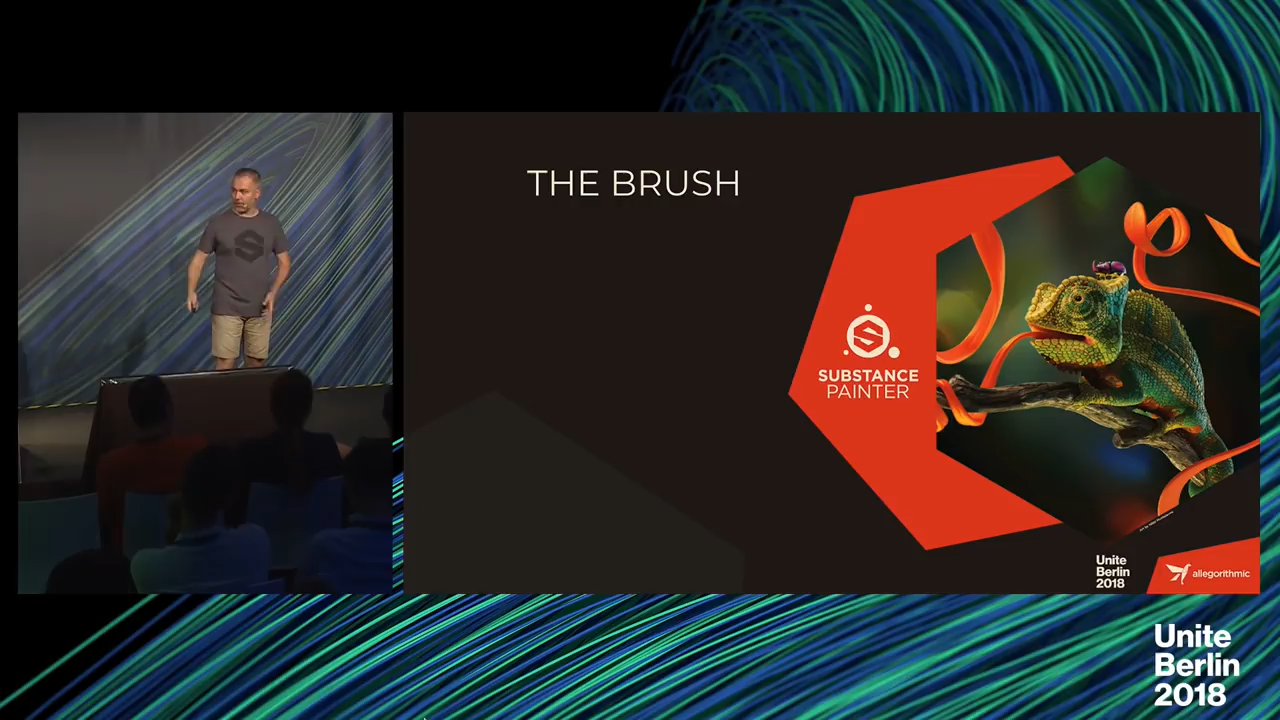 THE BRUSH
SUBSTANCE
PAINTER
Unite
Berlin
2018
allegorithmic
Unite
Berlin
2018